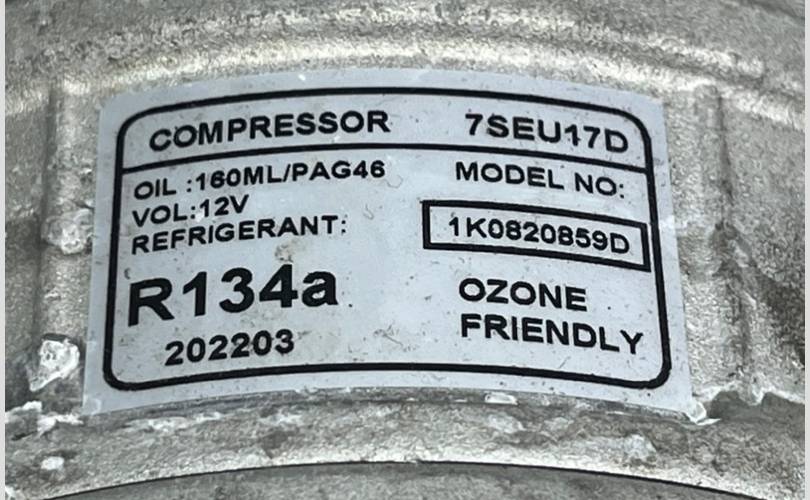 COMPRESSOR 7SEU17D
OIL :160ML/PAG46
VOL:12V
REFRIGERANT:
R134a
202203
MODEL NO:
1K0820859D
OZONE
FRIENDLY